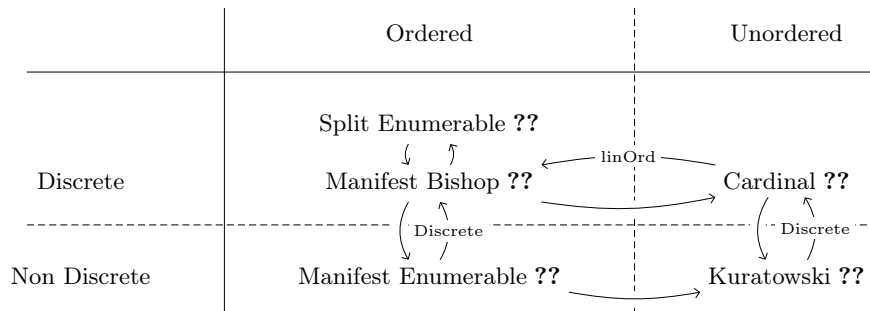 Ordered Unordered
Split Enumerable ??
linOrd
Discrete Manifest Bishop ?? Cardinal ??
Discrete Discrete
Non Discrete Manifest Enumerable ?? Kuratowski ??